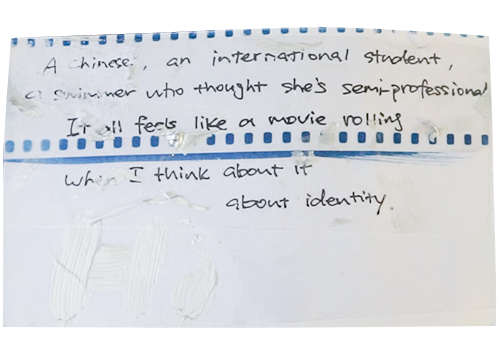 A Chinese, an international student,
a swimmer who thought she's semi-professional
It all feels like a movie rolling
when I think about it
about identity.
Hi